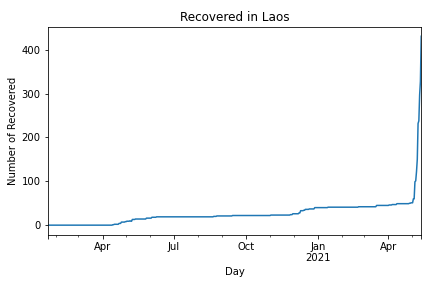 Recovered in Laos
Number of Recovered
400
300
200
100
0
Apr
Jul
Oct
Jan
2021
Apr
Day